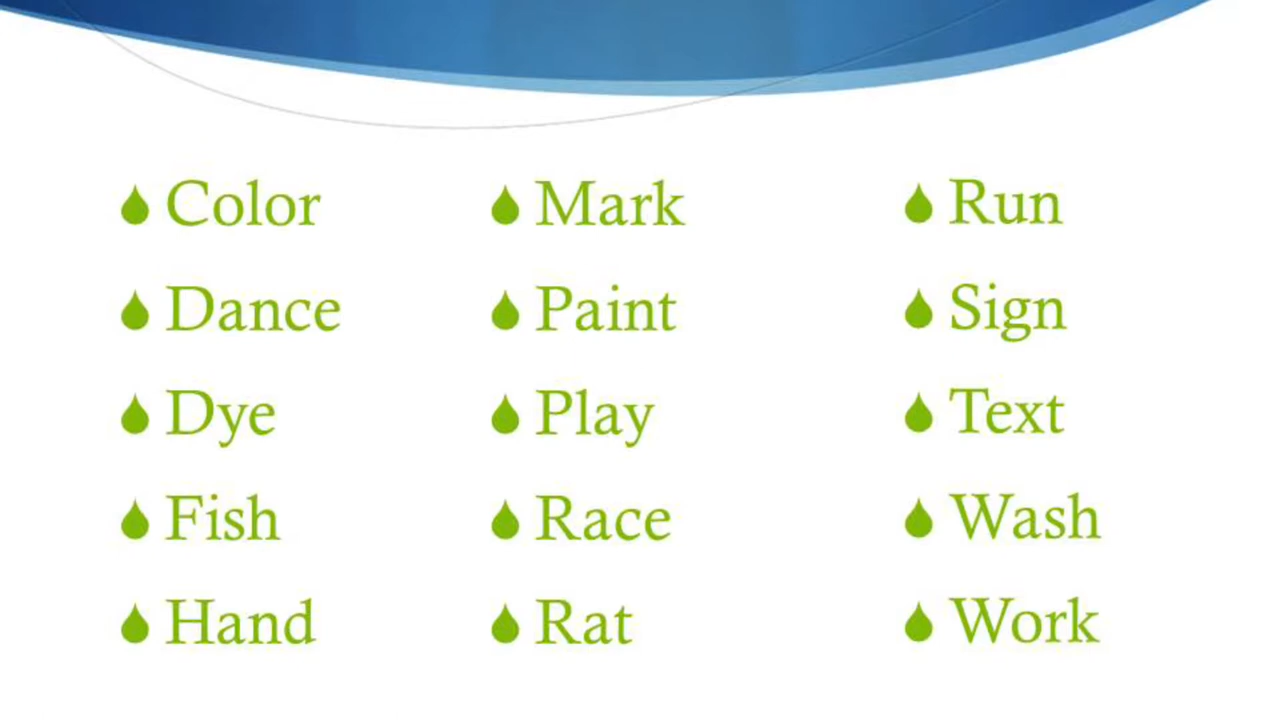 Color
Dance
Dye
Fish
Hand
Mark
Paint
Play
Race
Rat
Run
Sign
Text
Wash
Work